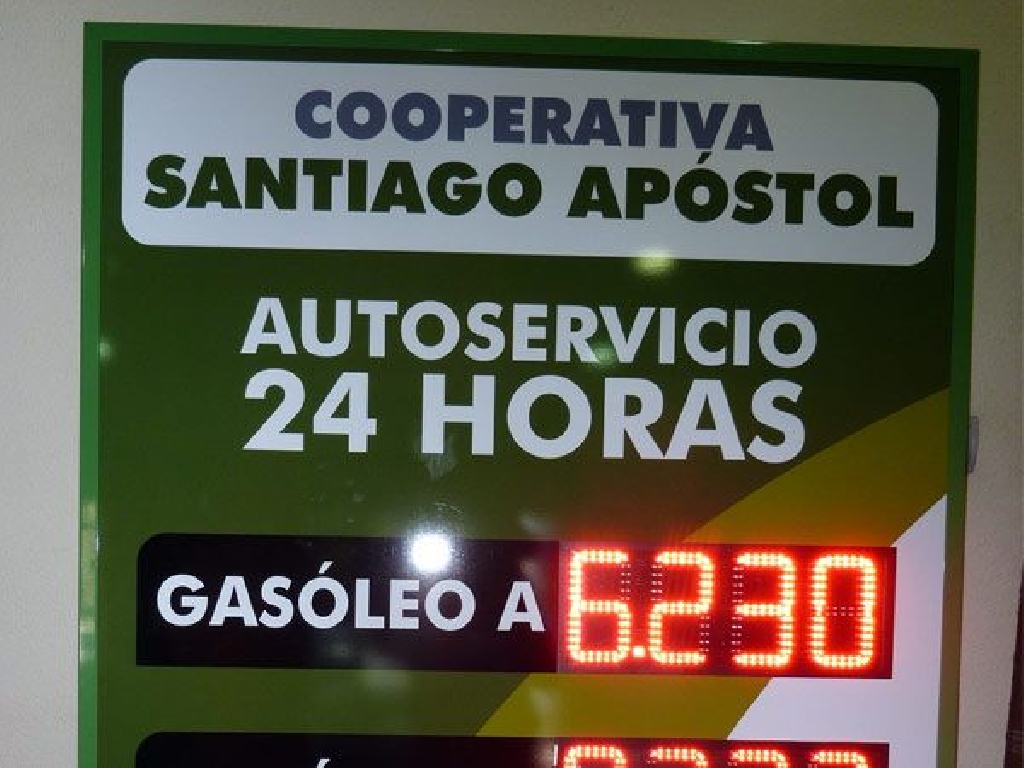 COOPERATIVA
SANTIAGO APÓSTOL
AUTOSERVICIO
24 HORAS
GASÓLEO A 6.230